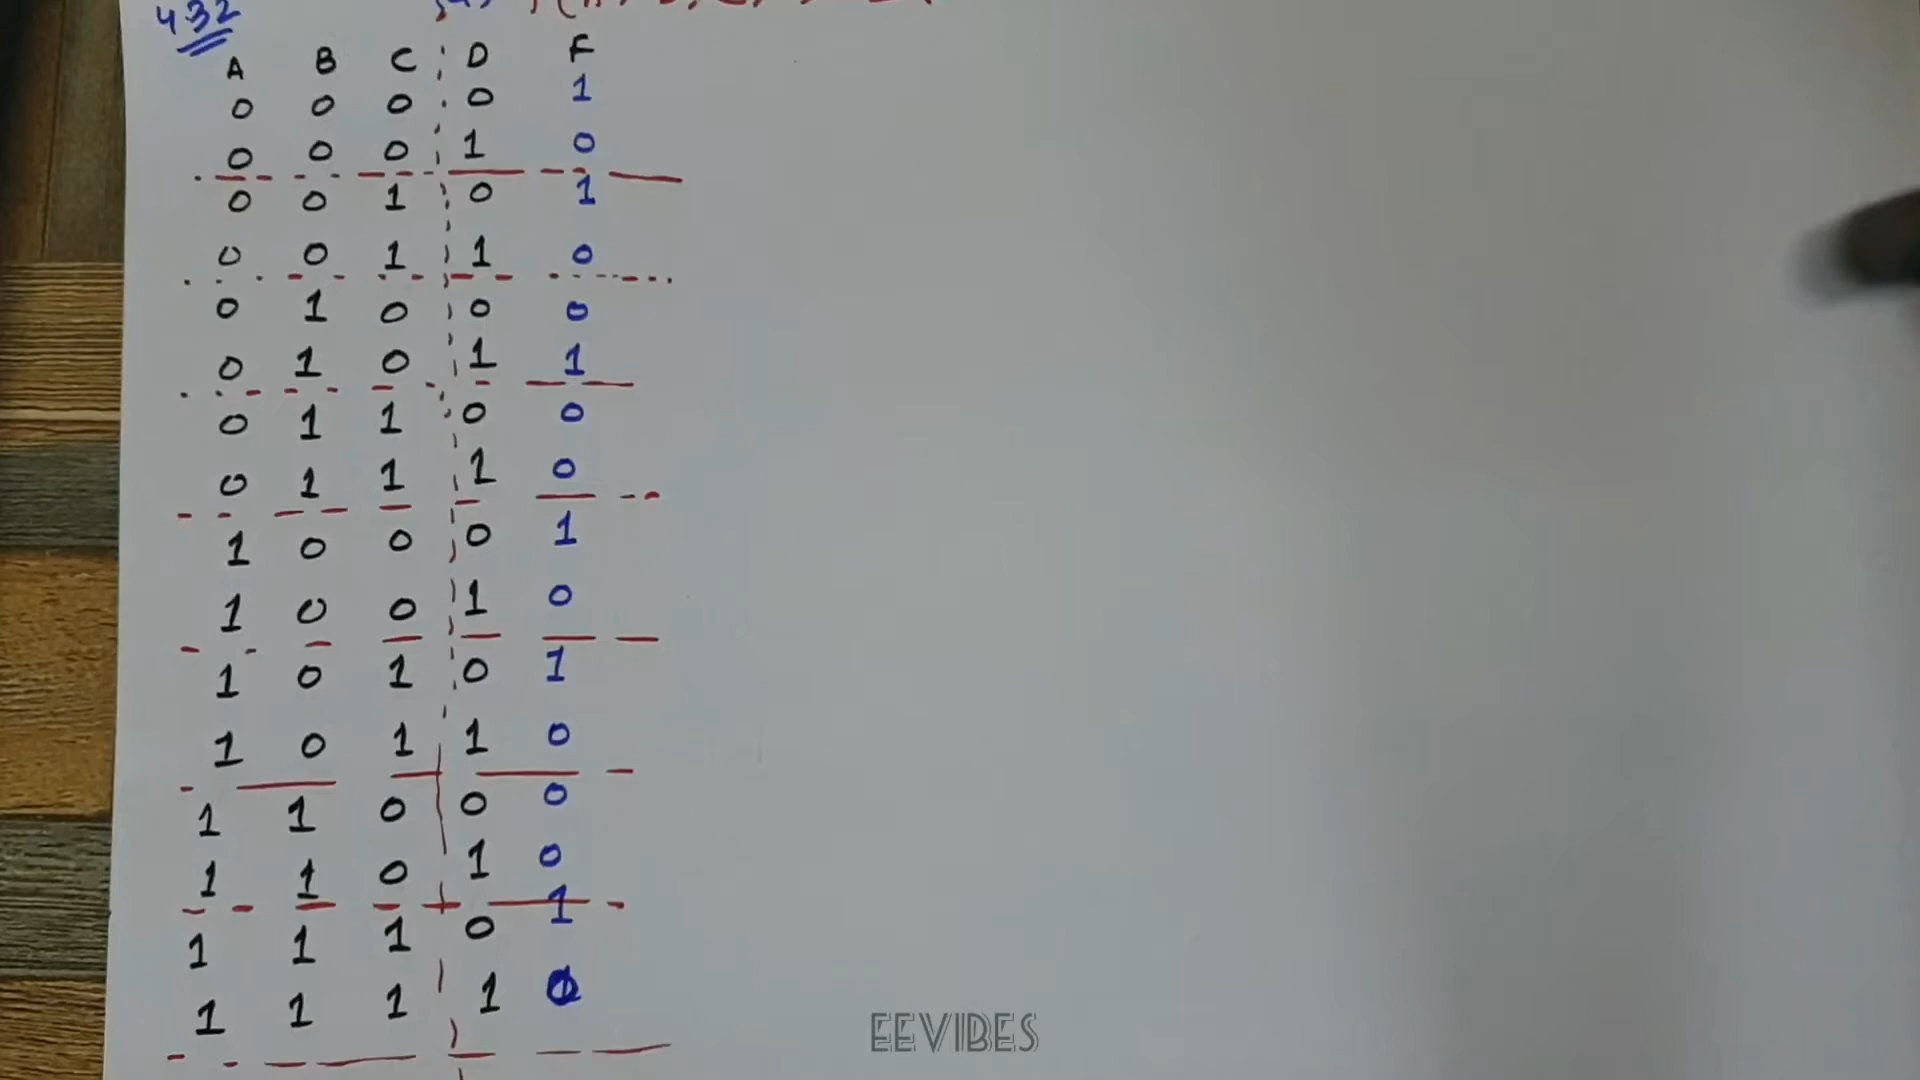 4.32
A B C D F
0 0 0 0 1
0 0 0 1 0
0 0 1 0 1
0 0 1 1 0
0 1 0 0 0
0 1 0 1 1
0 1 1 0 0
0 1 1 1 0
1 0 0 0 1
1 0 0 1 0
1 0 1 0 1
1 0 1 1 0
1 1 0 0 0
1 1 0 1 0
1 1 1 0 1
1 1 1 1
EEVIBES